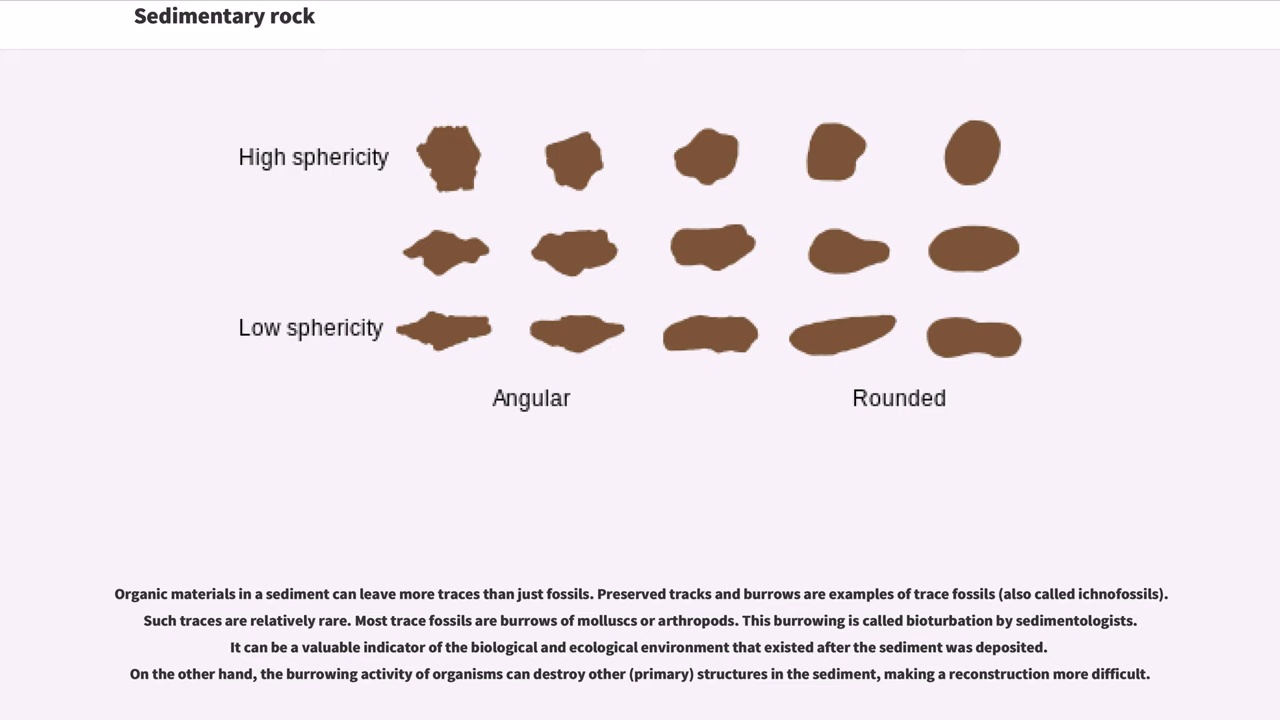 Sedimentary rock
High sphericity
Low sphericity
Angular
Rounded
Organic materials in a sediment can leave more traces than just fossils. Preserved tracks and burrows are examples of trace fossils (also called ichnofossils).
Such traces are relatively rare. Most trace fossils are burrows of molluscs or arthropods. This burrowing is called bioturbation by sedimentologists.
It can be a valuable indicator of the biological and ecological environment that existed after the sediment was deposited.
On the other hand, the burrowing activity of organisms can destroy other (primary) structures in the sediment, making a reconstruction more difficult.